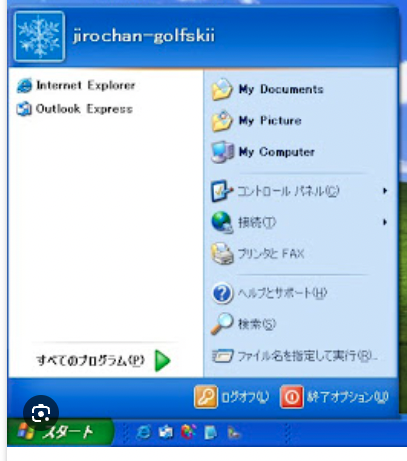 jirochan-golfskii
Internet Explorer
Outlook Express
すべてのプログラム(P)
My Documents
My Picture
My Computer
コントロール パネル(C)
接続(T)
プリンタと FAX
ヘルプとサポート(H)
検索(S)
ファイル名を指定して実行(R)...
ログオフ(L)
終了オプション(U)
スタート